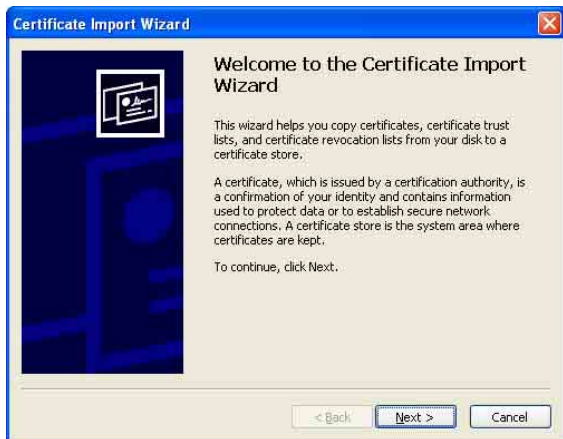 Certificate Import Wizard
Welcome to the Certificate Import
Wizard
This wizard helps you copy certificates, certificate trust
lists, and certificate revocation lists from your disk to a
certificate store.
A certificate, which is issued by a certification authority, is
a confirmation of your identity and contains information
used to protect data or to establish secure network
connections. A certificate store is the system area where
certificates are kept.
To continue, click Next.
< Back Next > Cancel